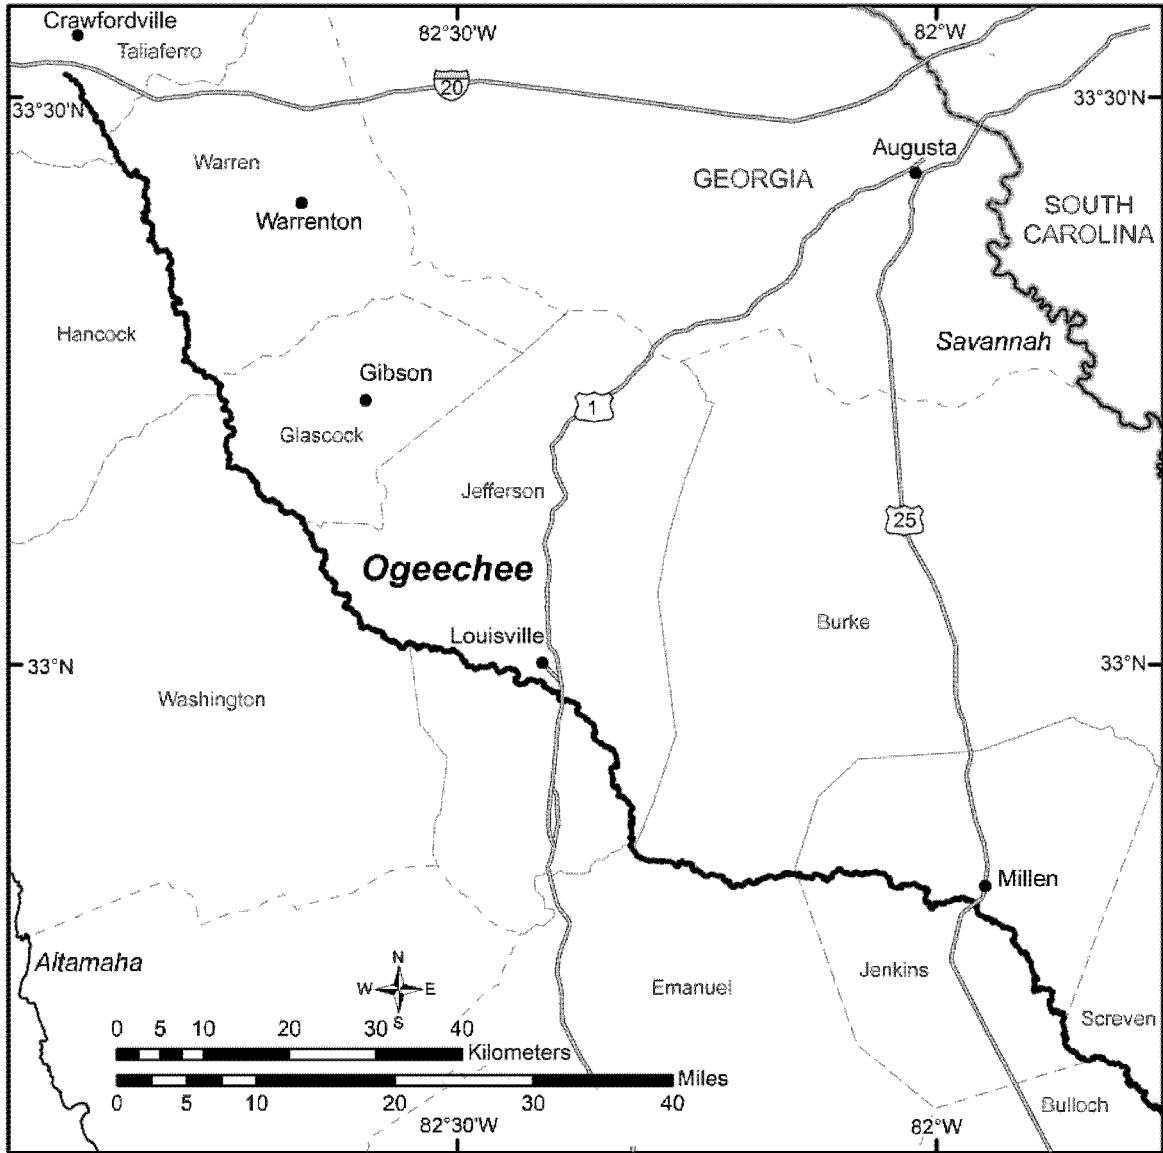 Crawfordville
82°30'W
82°W
Taliaferro
20
33°30'N
33°30'N
Augusta
Warren
GEORGIA
Warrenton
SOUTH
CAROLINA
Hancock
Savannah
Gibson
1
Glascock
Jefferson
25
Ogeechee
Burke
Louisville
33°N
33°N
Washington
Millen
Altamaha
N
W E
S
Jenkins
Emanuel
Screven
0 5 10 20 30 40
Kilometers
Miles
0 5 10 20 30 40
Bulloch
82°30'W
82°W